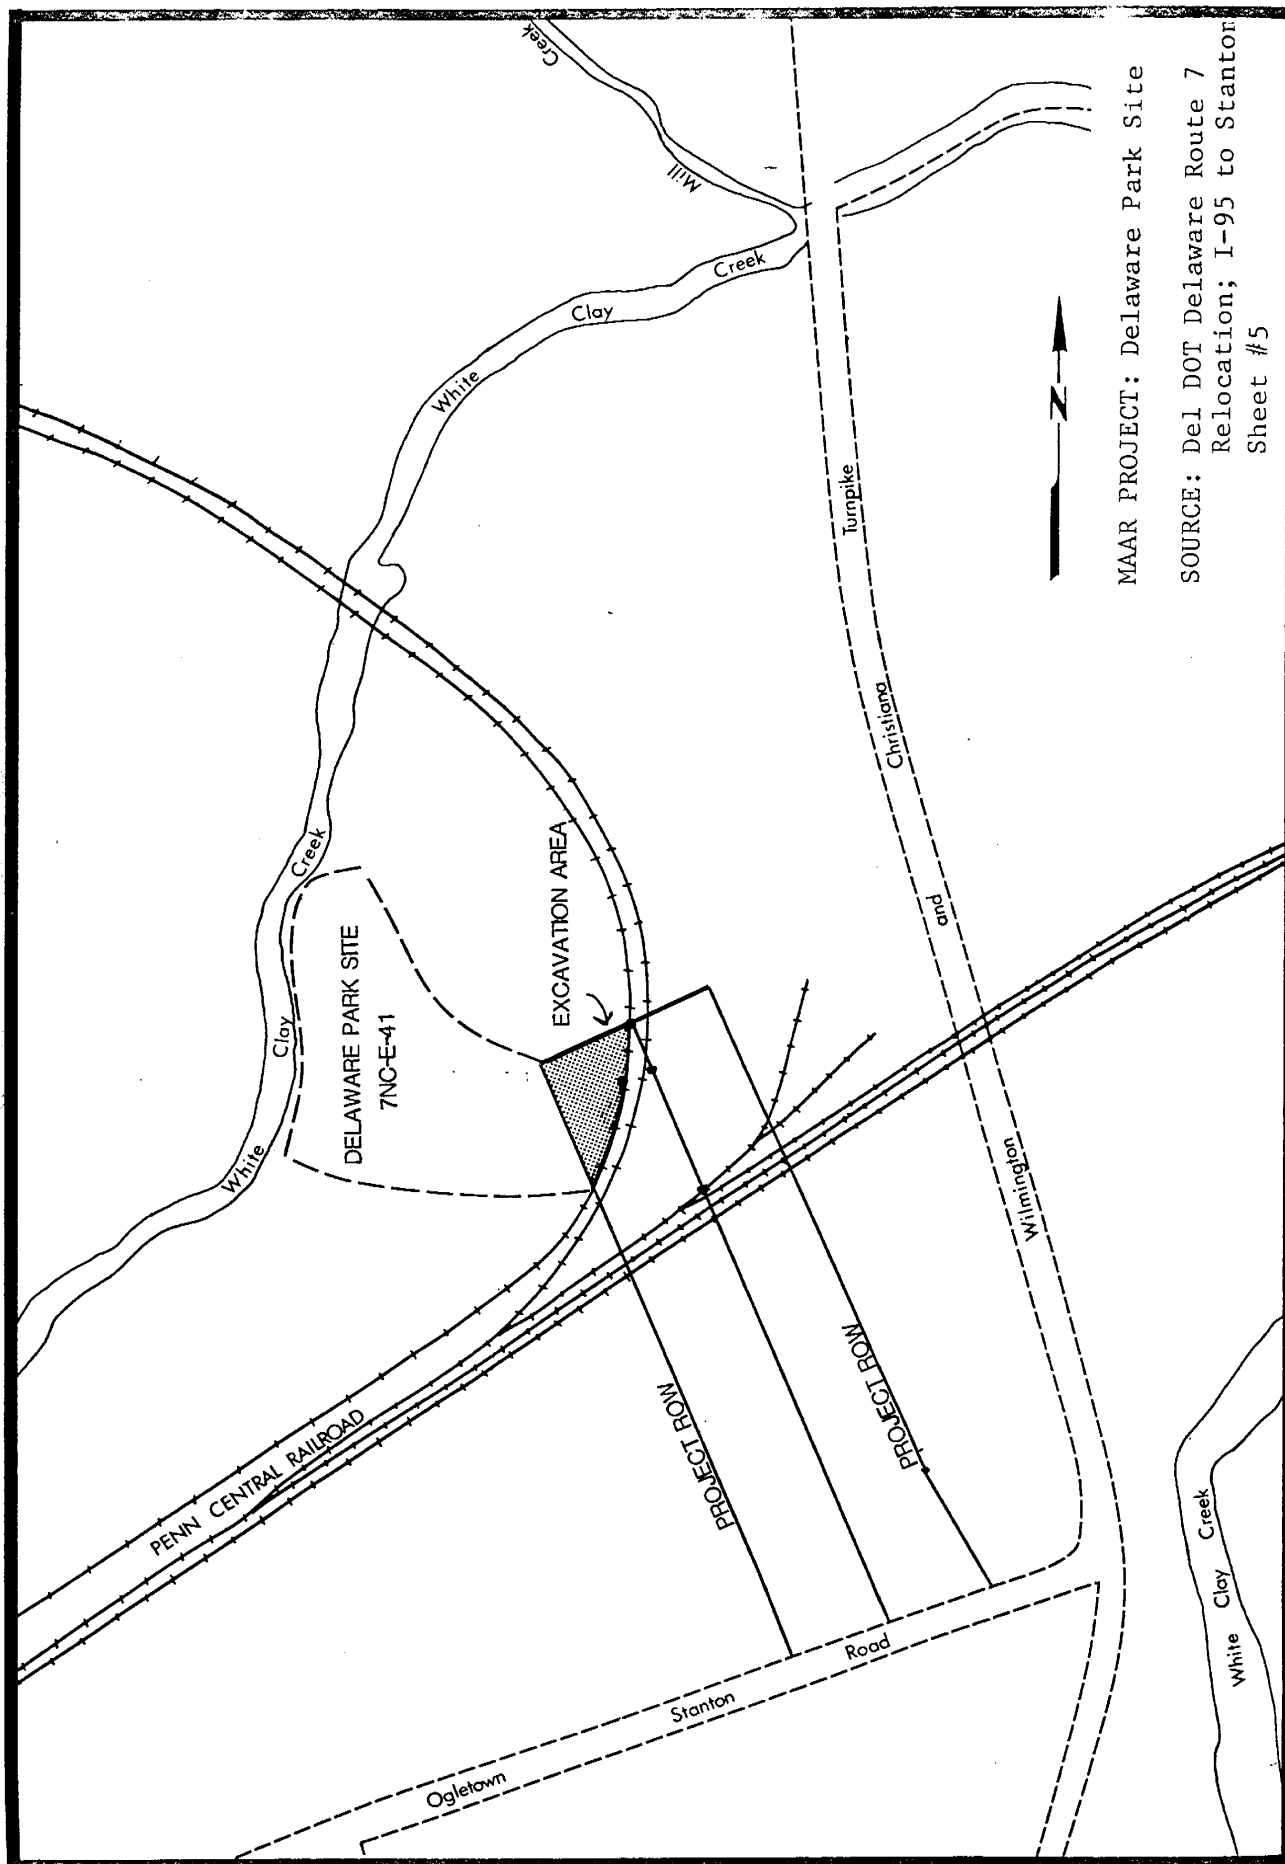 Mill
Creek
White
Clay
Creek
White
Clay
Creek
DELAWARE PARK SITE
7NC-E-41
EXCAVATION AREA
PENN CENTRAL RAILROAD
PROJECT ROW
PROJECT ROW
Wilmington
and
Christiana
Turnpike
Ogletown
Stanton
Road
White
Clay
Creek
N
MAAR PROJECT: Delaware Park Site
SOURCE: Del DOT Delaware Route 7
Relocation; I-95 to Stanton
Sheet #5